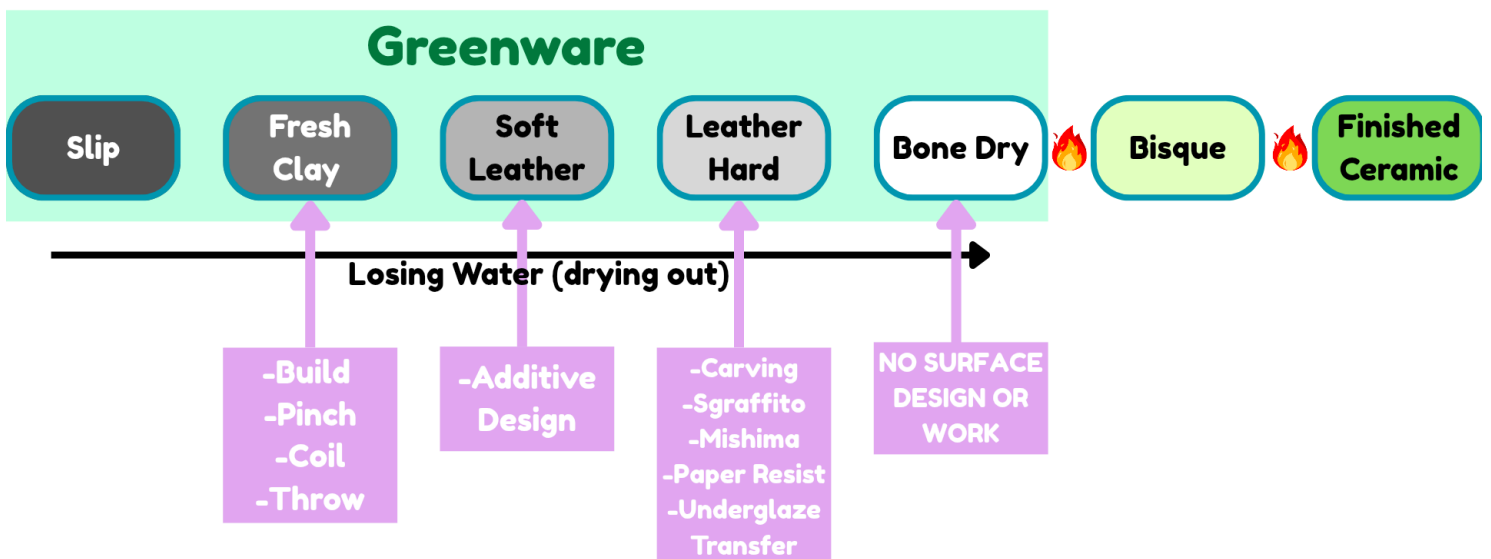 Greenware
Slip
Fresh
Clay
Soft
Leather
Leather
Hard
Bone Dry
Bisque
Finished
Ceramic
Losing Water (drying out)
-Build
-Pinch
-Coil
-Throw
-Additive
Design
-Carving
-Sgraffito
-Mishima
-Paper Resist
-Underglaze
Transfer
NO SURFACE
DESIGN OR
WORK